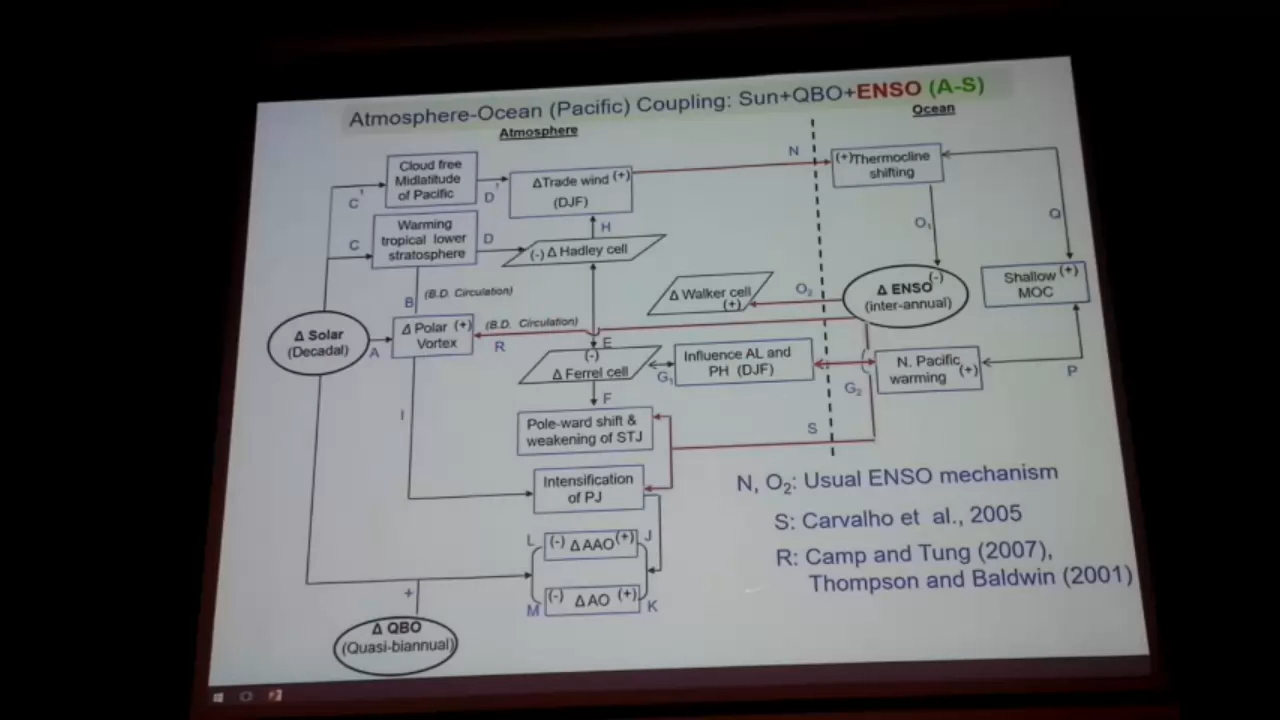 Atmosphere-Ocean (Pacific) Coupling: Sun+QBO+ENSO (A-S)
Atmosphere
Ocean
Cloud free
Midlatitude
of Pacific
C'
D'
ΔTrade wind (+)
(DJF)
N
(+)Thermocline
shifting
Warming
tropical lower
stratosphere
C
D
H
(-) Δ Hadley cell
O₁
Q
B
(B.D. Circulation)
Δ Walker cell
(+)
O₂
Δ ENSO (-)
(inter-annual)
Shallow (+)
MOC
Δ Solar
(Decadal)
A
Δ Polar (+)
Vortex
(B.D. Circulation)
R
E
(-)
Δ Ferrel cell
G₁
Influence AL and
PH (DJF)
G₂
N. Pacific
warming (+)
P
I
F
Pole-ward shift &
weakening of STJ
S
Intensification
of PJ
N, O₂: Usual ENSO mechanism
S: Carvalho et al., 2005
R: Camp and Tung (2007),
Thompson and Baldwin (2001)
L
(-) Δ AAO (+)
J
M
(-) Δ AO (+)
K
+
Δ QBO
(Quasi-biannual)